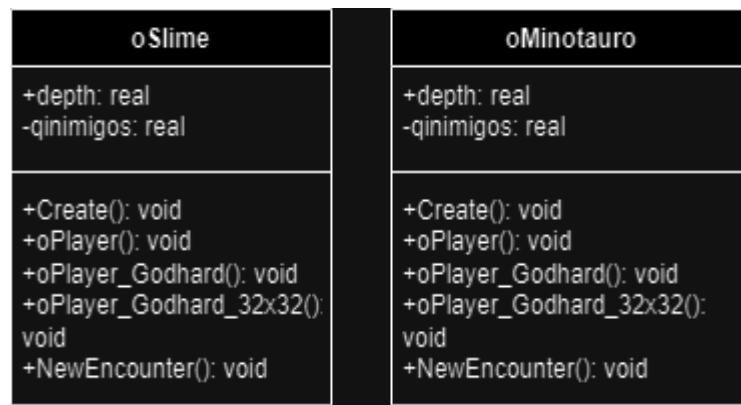 oSlime
+depth: real
-qinimigos: real
+Create(): void
+oPlayer(): void
+oPlayer_Godhard(): void
+oPlayer_Godhard_32x32():
void
+NewEncounter(): void
oMinotauro
+depth: real
-qinimigos: real
+Create(): void
+oPlayer(): void
+oPlayer_Godhard(): void
+oPlayer_Godhard_32x32():
void
+NewEncounter(): void